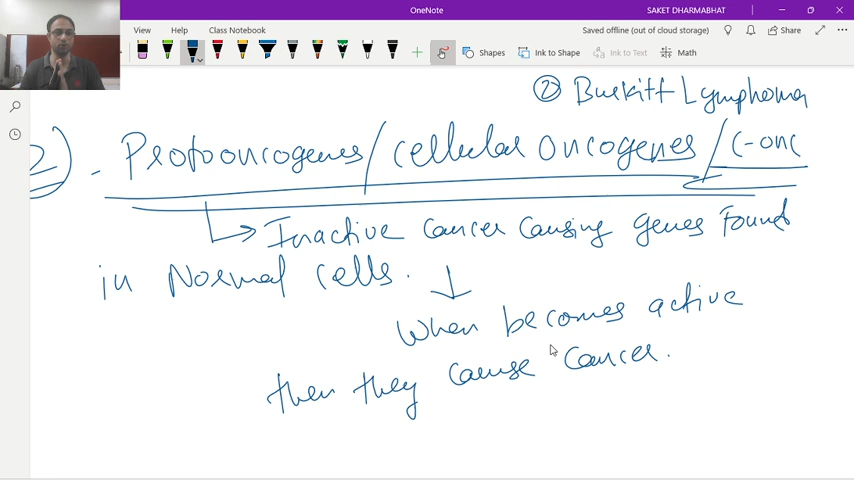 OneNote
SAKET DHARMABHAT
View Help Class Notebook
Saved offline (out of cloud storage)
Share
Shapes
Ink to Shape
Ink to Text
Math
② Burkitt Lymphoma
2). - Protooncogenes / cellular oncogenes / C-onc
→ Inactive cancer causing genes Found
in Normal cells.
When becomes active
then they cause cancer.